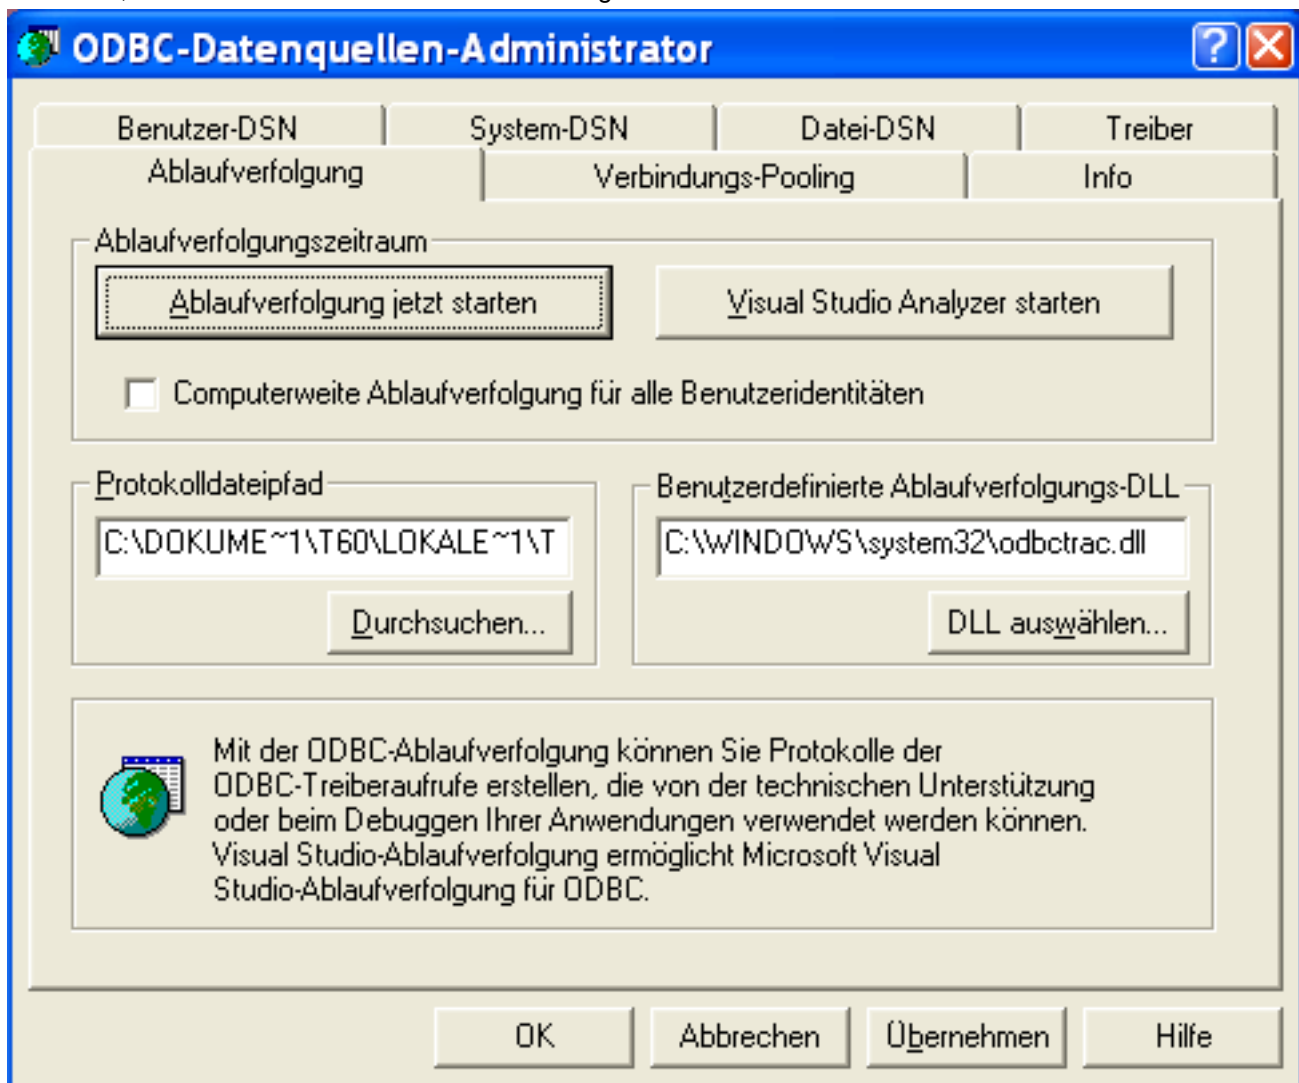 ODBC-Datenquellen-Administrator
Benutzer-DSN System-DSN Datei-DSN Treiber
Ablaufverfolgung Verbindungs-Pooling Info
Ablaufverfolgungszeitraum
Ablaufverfolgung jetzt starten Visual Studio Analyzer starten
Computerweite Ablaufverfolgung für alle Benutzeridentitäten
Protokolldateipfad Benutzerdefinierte Ablaufverfolgungs-DLL
C:\DOKUME~1\T60\LOKALE~1\T C:\WINDOWS\system32\odbctrac.dll
Durchsuchen... DLL auswählen...
Mit der ODBC-Ablaufverfolgung können Sie Protokolle der
ODBC-Treiberaufrufe erstellen, die von der technischen Unterstützung
oder beim Debuggen Ihrer Anwendungen verwendet werden können.
Visual Studio-Ablaufverfolgung ermöglicht Microsoft Visual
Studio-Ablaufverfolgung für ODBC.
OK Abbrechen Übernehmen Hilfe